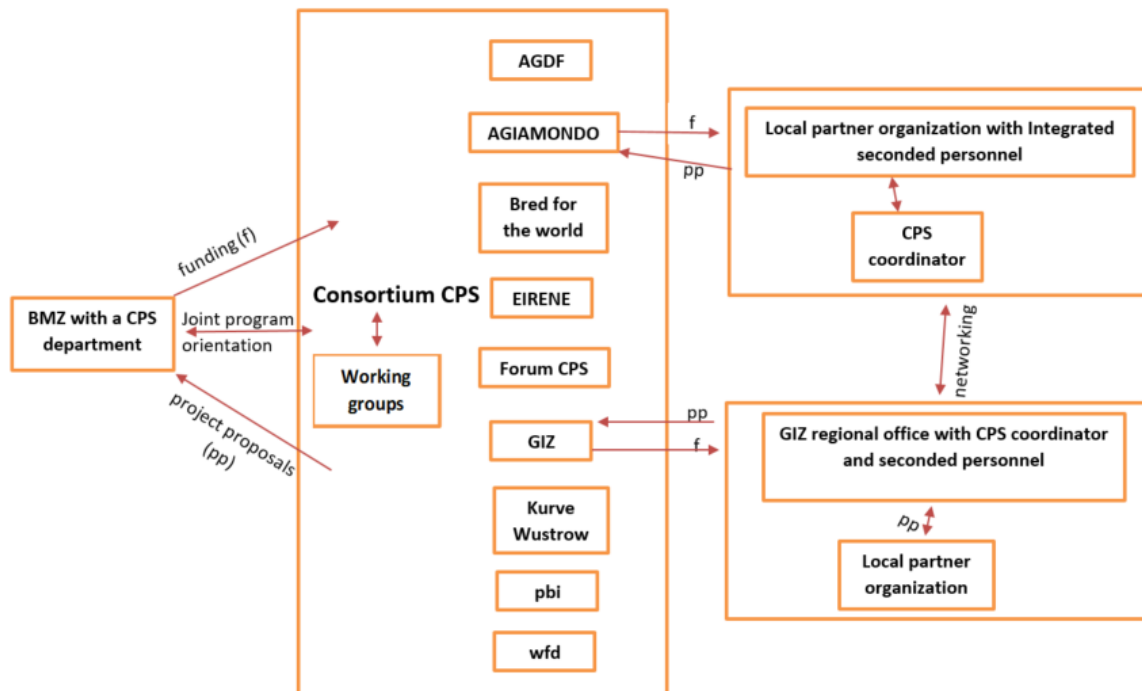 AGDF
AGIAMONDO
Bred for
the world
EIRENE
Forum CPS
GIZ
Kurve
Wustrow
pbi
wfd
Consortium CPS
Working
groups
BMZ with a CPS
department
funding (f)
Joint program
orientation
project proposals
(pp)
f
pp
Local partner organization with Integrated
seconded personnel
CPS
coordinator
networking
pp
f
GIZ regional office with CPS coordinator
and seconded personnel
pp
Local partner
organization